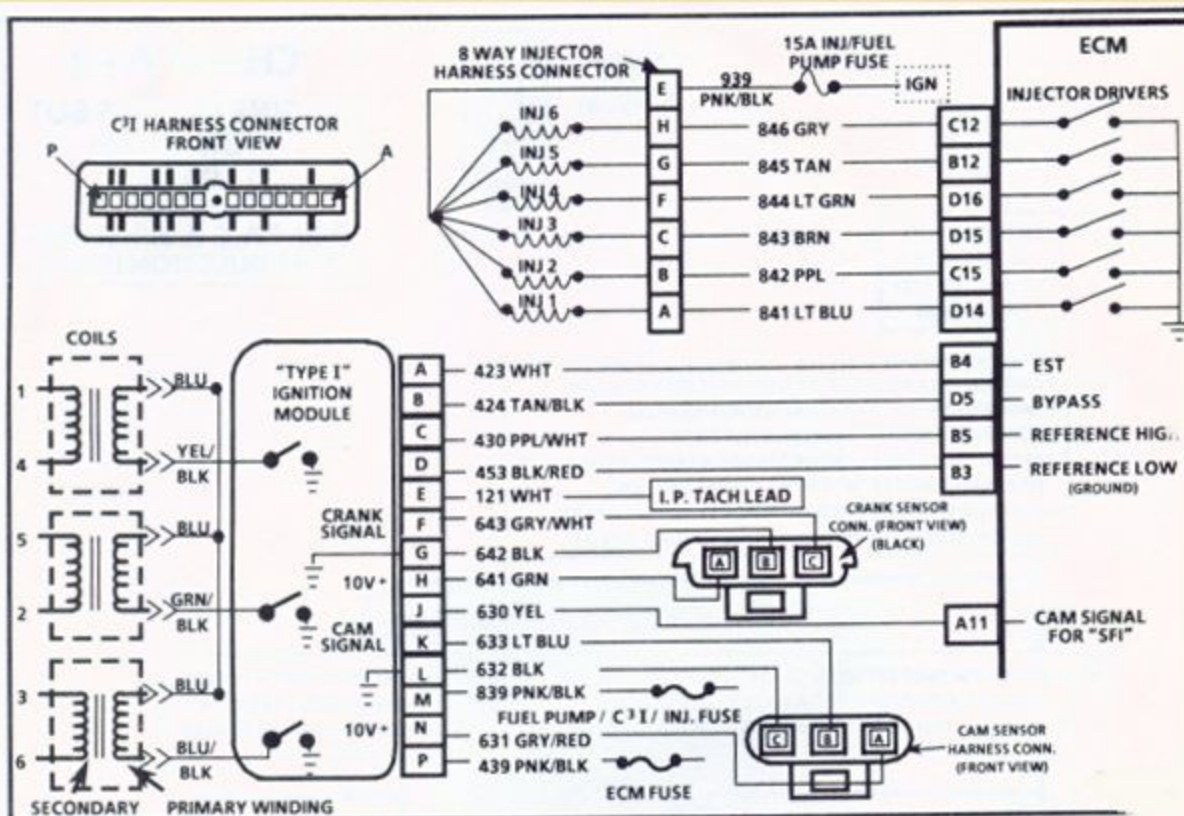 8 WAY INJECTOR
HARNESS CONNECTOR
15A INJ/FUEL
PUMP FUSE
ECM
E
939
PNK/BLK
IGN
INJECTOR DRIVERS
C³I HARNESS CONNECTOR
FRONT VIEW
P
A
INJ 6
H
846 GRY
C12
INJ 5
G
845 TAN
B12
INJ 4
F
844 LT GRN
D16
INJ 3
C
843 BRN
D15
INJ 2
B
842 PPL
C15
INJ 1
A
841 LT BLU
D14
COILS
1
BLU
4
YEL/
BLK
5
BLU
2
GRN/
BLK
3
BLU
6
BLU/
BLK
SECONDARY
PRIMARY WINDING
"TYPE I"
IGNITION
MODULE
CRANK
SIGNAL
10V+
CAM
SIGNAL
10V+
A
423 WHT
B4
EST
B
424 TAN/BLK
D5
BYPASS
C
430 PPL/WHT
B5
REFERENCE
D
453 BLK/RED
B3
REFERENCE LOW
(GROUND)
E
121 WHT
I.P. TACH LEAD
F
643 GRY/WHT
CRANK SENSOR
CONN. (FRONT VIEW)
(BLACK)
G
642 BLK
A
B
C
H
641 GRN
J
630 YEL
A11
CAM SIGNAL
FOR "SFI"
K
633 LT BLU
L
632 BLK
M
839 PNK/BLK
FUEL PUMP / C³I / INJ. FUSE
N
631 GRY/RED
P
439 PNK/BLK
ECM FUSE
C
B
A
CAM SENSOR
HARNESS CONN.
(FRONT VIEW)